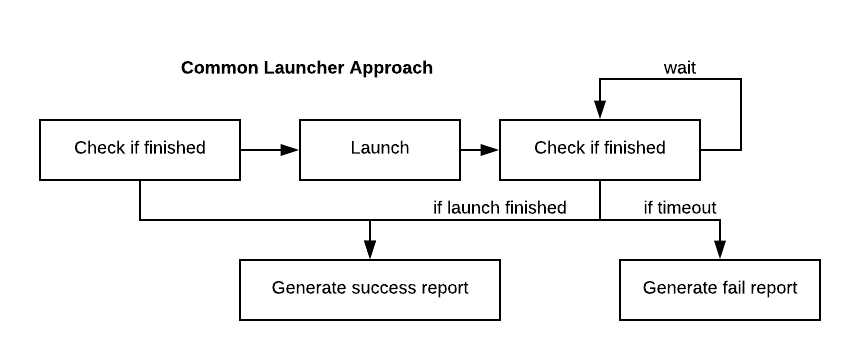 Common Launcher Approach
wait
Check if finished
Launch
Check if finished
if launch finished
if timeout
Generate success report
Generate fail report